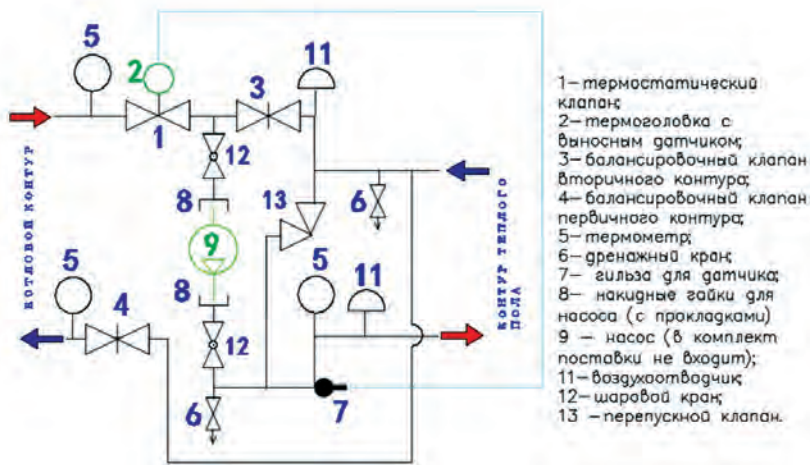 5
2
11
3
1
12
8
13
6
9
5
11
5
8
4
12
6
7
КОТЛОВОЙ КОНТУР
КОНТУР ТЕПЛОГО
ПОЛА
1–термостатический
клапан;
2–термоголовка с
выносным датчиком;
3–балансировочный клапан
вторичного контура;
4–балансировочный клапан
первичного контура;
5–термометр;
6–дренажный кран;
7– гильза для датчика;
8– накидные гайки для
насоса (с прокладками)
9 – насос (в комплект
поставки не входит);
11–воздухоотводчик;
12–шаровой кран;
13 –перепускной клапан.